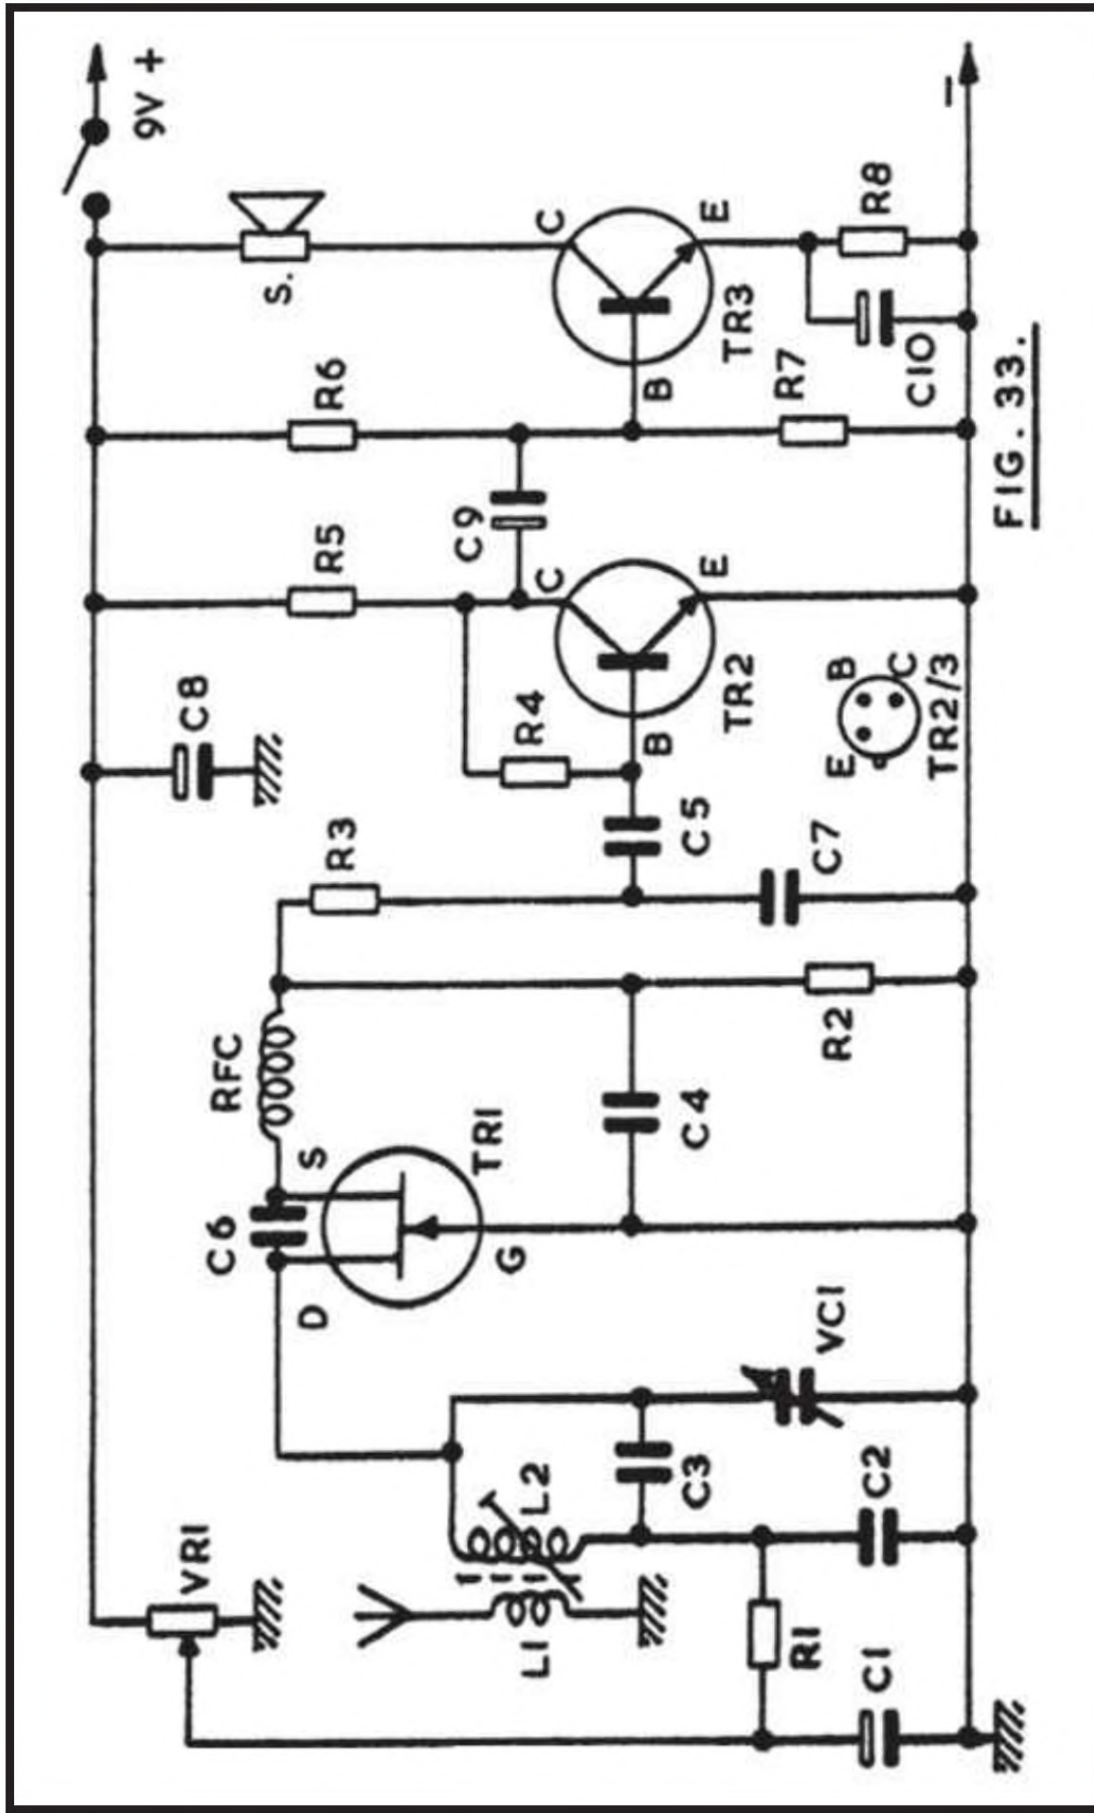 9V +
VR1
C8
R5
R6
S.
RFC
R3
C6
D
S
TR1
G
L1
L2
C3
VC1
C2
R1
C1
C4
R2
C5
C7
R4
B
C
E
TR2
C9
B
C
E
TR3
R7
C10
R8
E
B
C
TR2/3
−
FIG. 33.